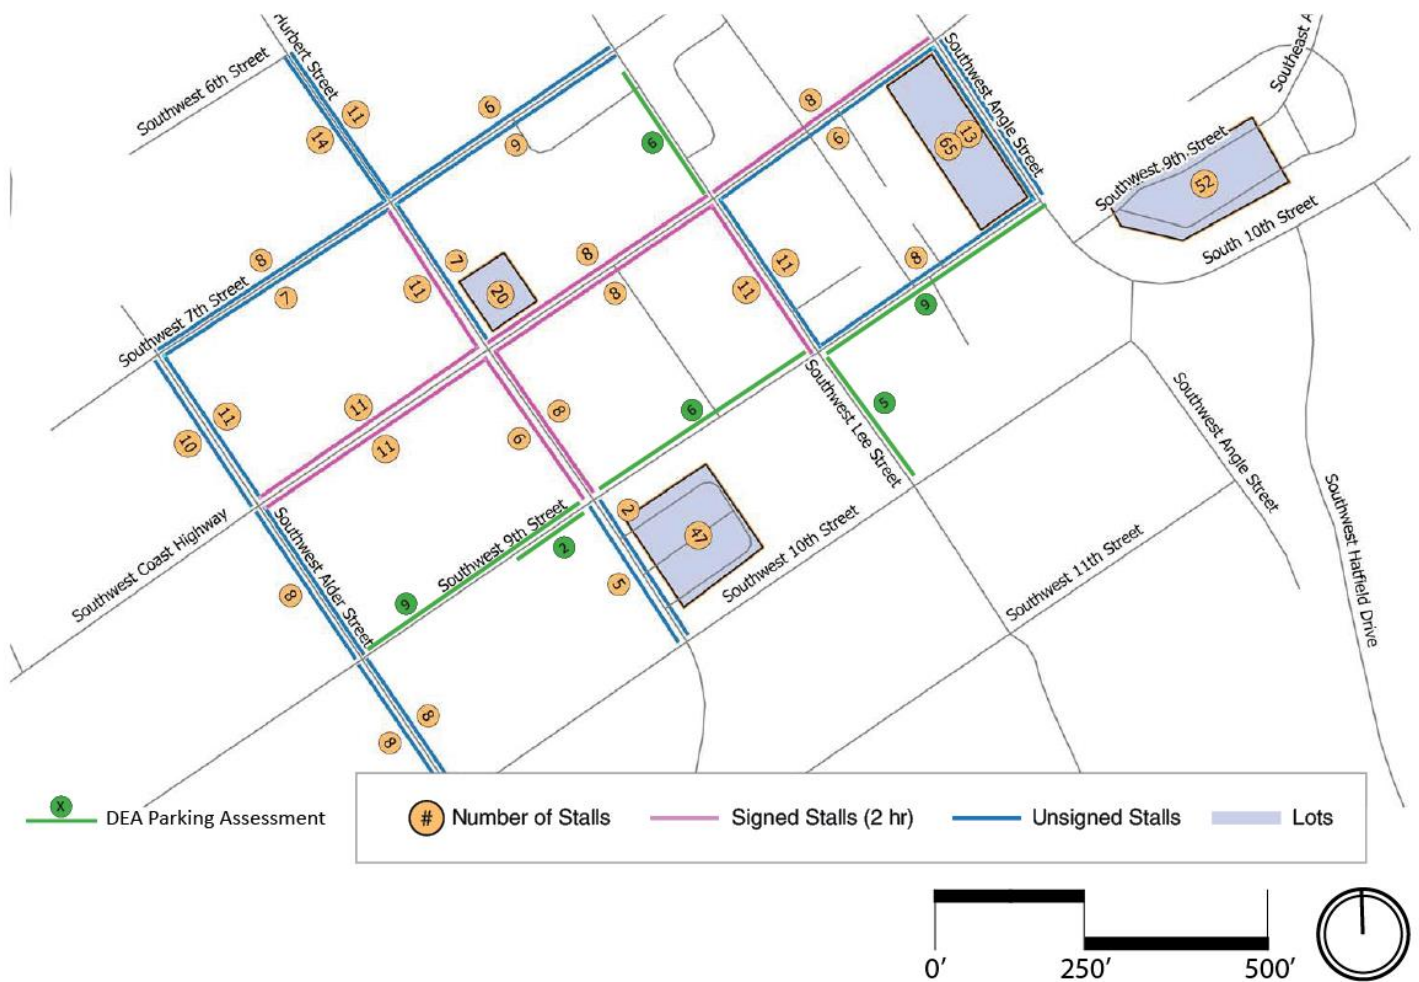 Hurbert Street
Southwest 6th Street
Southeast A
Southwest Angle Street
11
14
6
9
6
8
6
65
13
Southwest 9th Street
52
South 10th Street
8
7
Southwest 7th Street
7
11
20
8
8
11
11
8
9
11
10
11
11
8
6
6
5
Southwest Lee Street
Southwest Angle Street
Southwest Coast Highway
Southwest Alder Street
Southwest 9th Street
2
2
47
5
Southwest 10th Street
Southwest 11th Street
Southwest Hatfield Drive
8
9
8
8
X
DEA Parking Assessment
#
Number of Stalls
Signed Stalls (2 hr)
Unsigned Stalls
Lots
0’
250’
500’